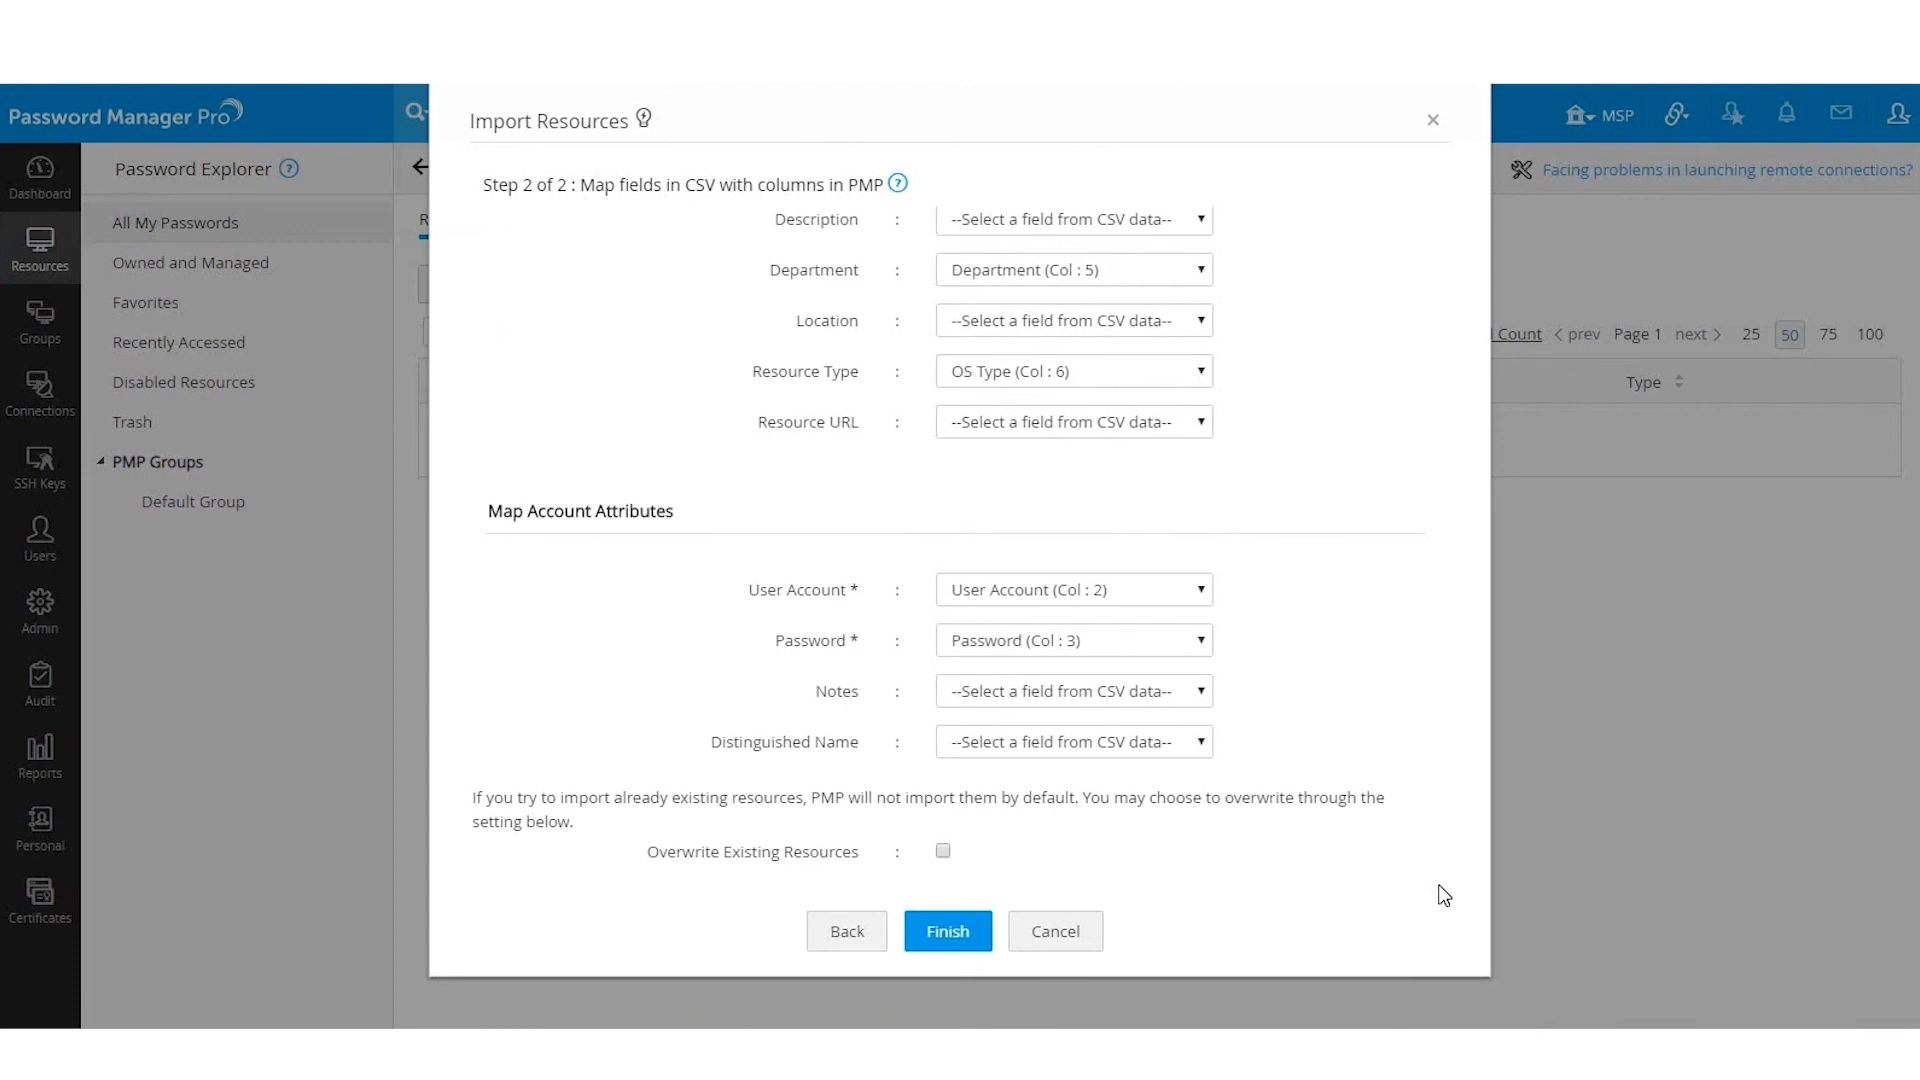 Password Manager Pro
MSP
Dashboard
Resources
Groups
Connections
SSH Keys
Users
Admin
Audit
Reports
Personal
Certificates
Password Explorer ?
All My Passwords
Owned and Managed
Favorites
Recently Accessed
Disabled Resources
Trash
PMP Groups
Default Group
R
Import Resources
×
Step 2 of 2 : Map fields in CSV with columns in PMP ?
Description : --Select a field from CSV data--
Department : Department (Col : 5)
Location : --Select a field from CSV data--
Resource Type : OS Type (Col : 6)
Resource URL : --Select a field from CSV data--
Map Account Attributes
User Account * : User Account (Col : 2)
Password * : Password (Col : 3)
Notes : --Select a field from CSV data--
Distinguished Name : --Select a field from CSV data--
If you try to import already existing resources, PMP will not import them by default. You may choose to overwrite through the
setting below.
Overwrite Existing Resources :
Back Finish Cancel
Facing problems in launching remote connections?
Count < prev Page 1 next > 25 50 75 100
Type